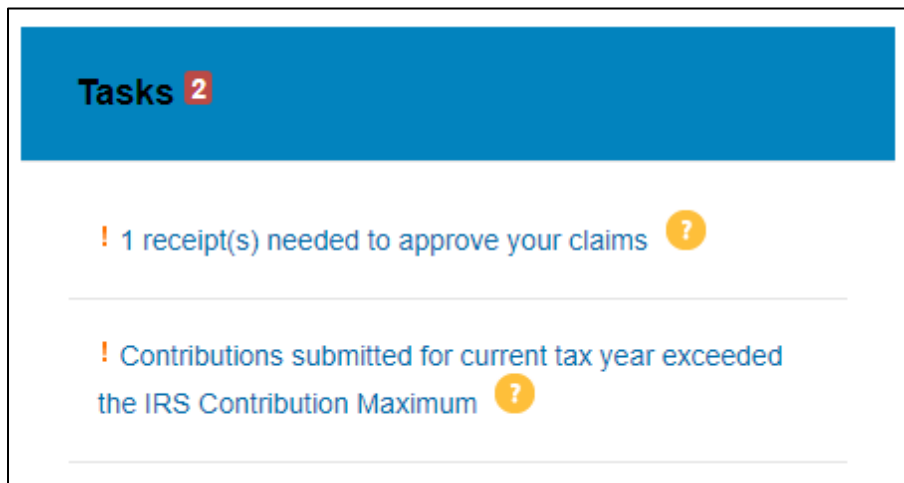 Tasks 2
! 1 receipt(s) needed to approve your claims ?
! Contributions submitted for current tax year exceeded
the IRS Contribution Maximum ?